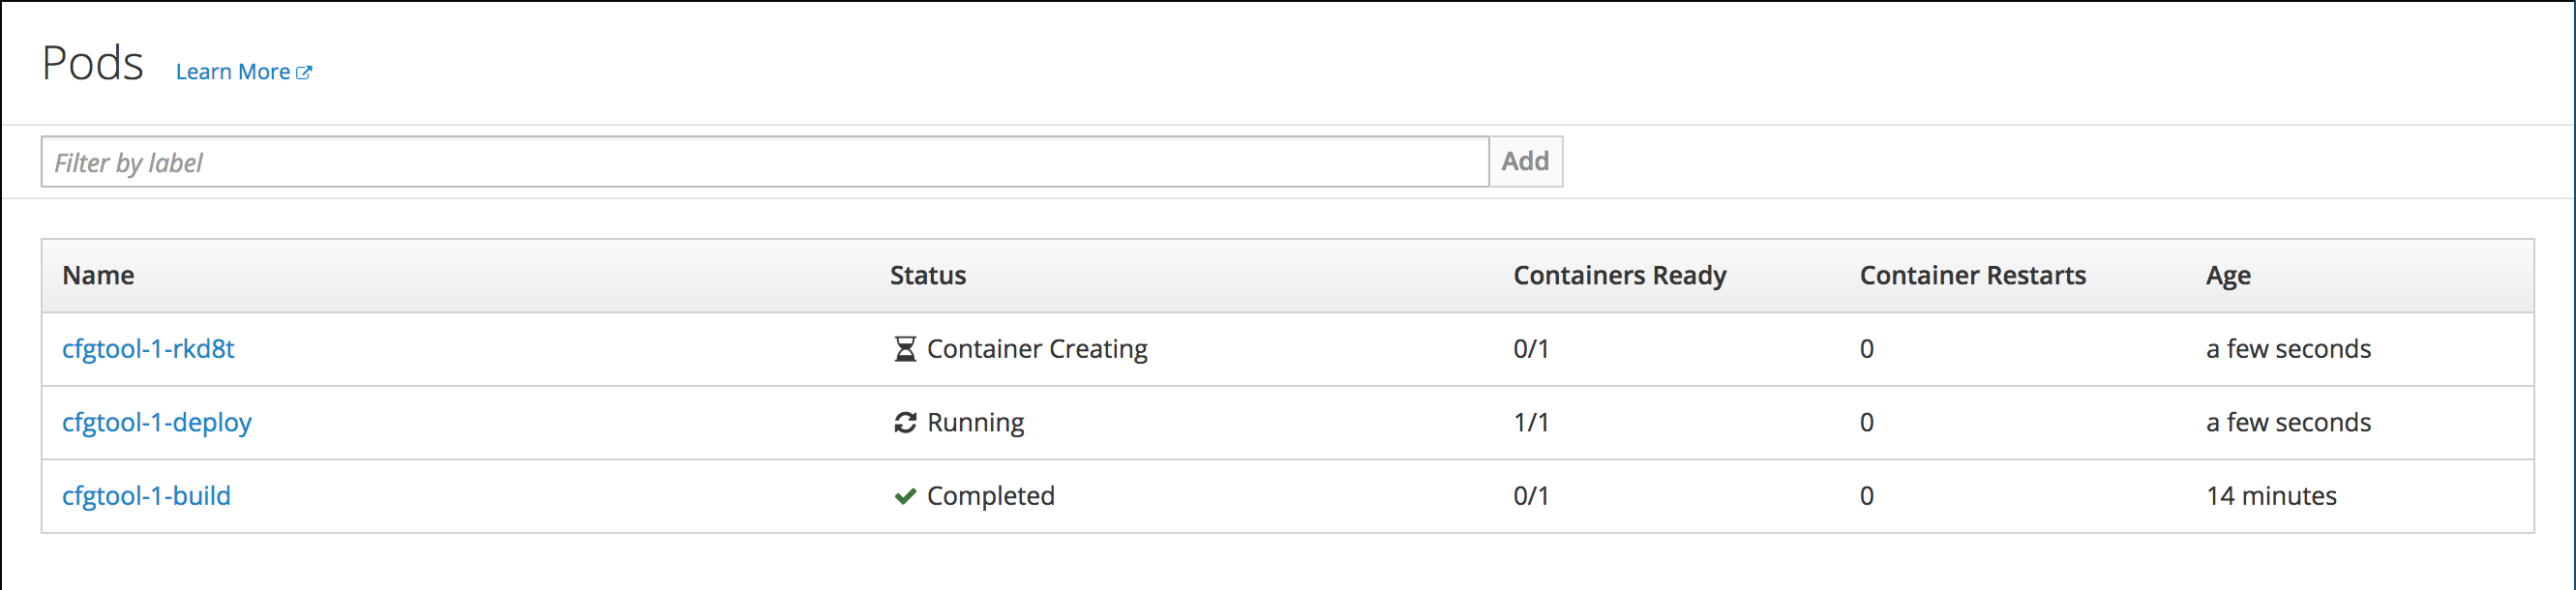 Pods Learn More
Filter by label Add
Name Status Containers Ready Container Restarts Age
cfgtool-1-rkd8t Container Creating 0/1 0 a few seconds
cfgtool-1-deploy Running 1/1 0 a few seconds
cfgtool-1-build Completed 0/1 0 14 minutes